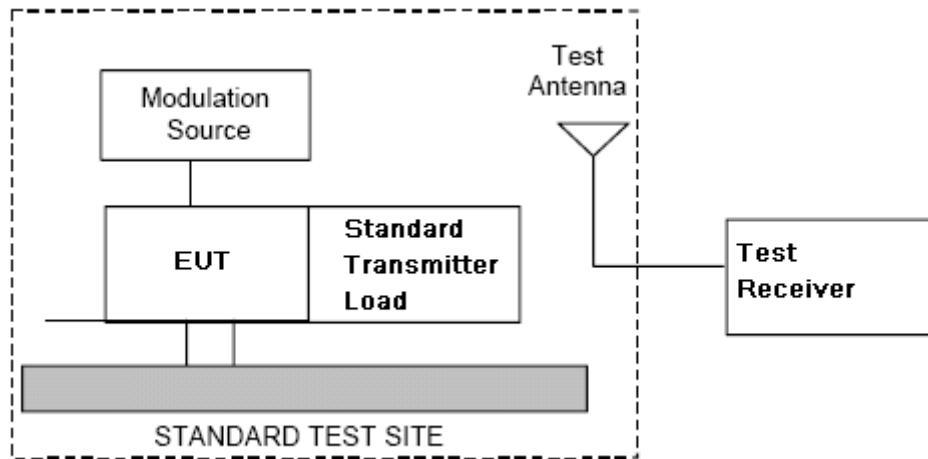 Test
Antenna
Modulation
Source
EUT
Standard
Transmitter
Load
Test
Receiver
STANDARD TEST SITE